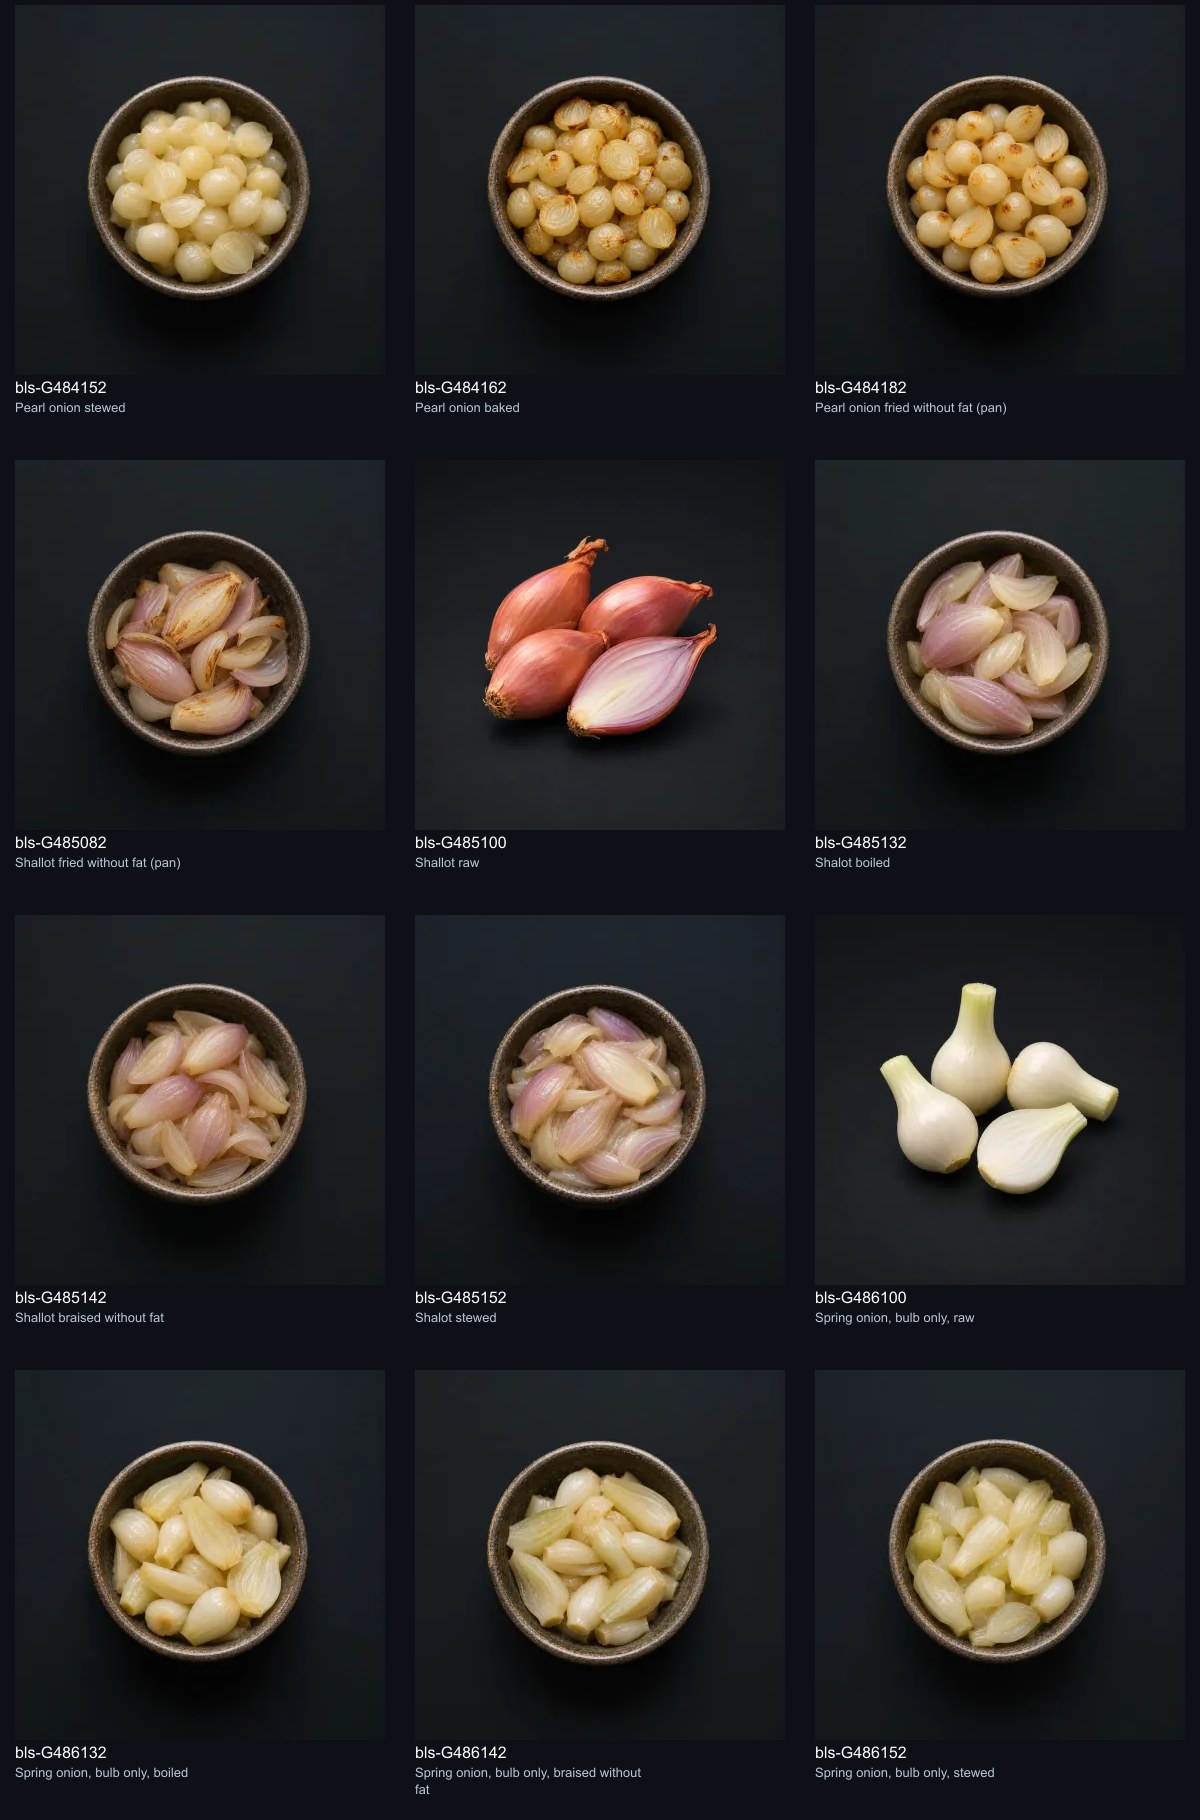 bls-G484152
Pearl onion stewed
bls-G484162
Pearl onion baked
bls-G484182
Pearl onion fried without fat (pan)
bls-G485082
Shallot fried without fat (pan)
bls-G485100
Shallot raw
bls-G485132
Shalot boiled
bls-G485142
Shallot braised without fat
bls-G485152
Shalot stewed
bls-G486100
Spring onion, bulb only, raw
bls-G486132
Spring onion, bulb only, boiled
bls-G486142
Spring onion, bulb only, braised without
fat
bls-G486152
Spring onion, bulb only, stewed